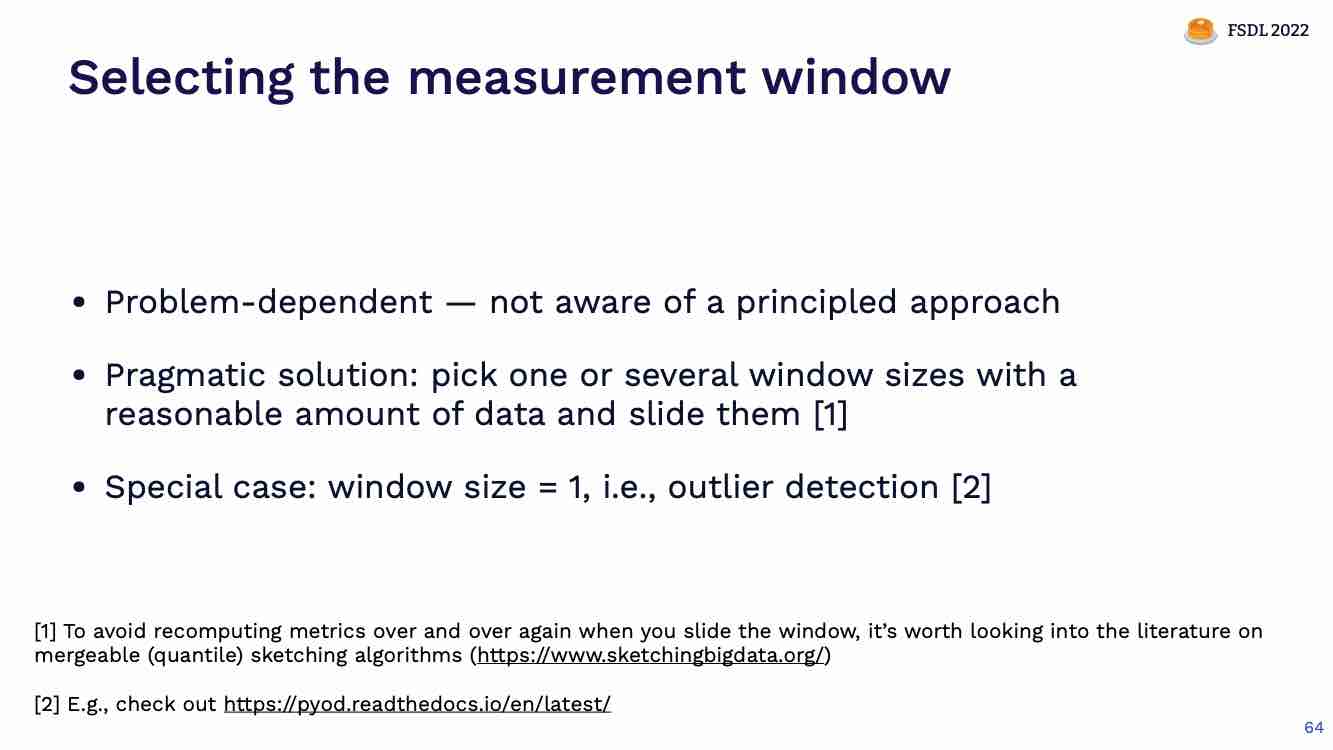 FSDL 2022
Selecting the measurement window
• Problem-dependent — not aware of a principled approach
• Pragmatic solution: pick one or several window sizes with a
reasonable amount of data and slide them [1]
• Special case: window size = 1, i.e., outlier detection [2]
[1] To avoid recomputing metrics over and over again when you slide the window, it’s worth looking into the literature on
mergeable (quantile) sketching algorithms (https://www.sketchingbigdata.org/)
[2] E.g., check out https://pyod.readthedocs.io/en/latest/
64